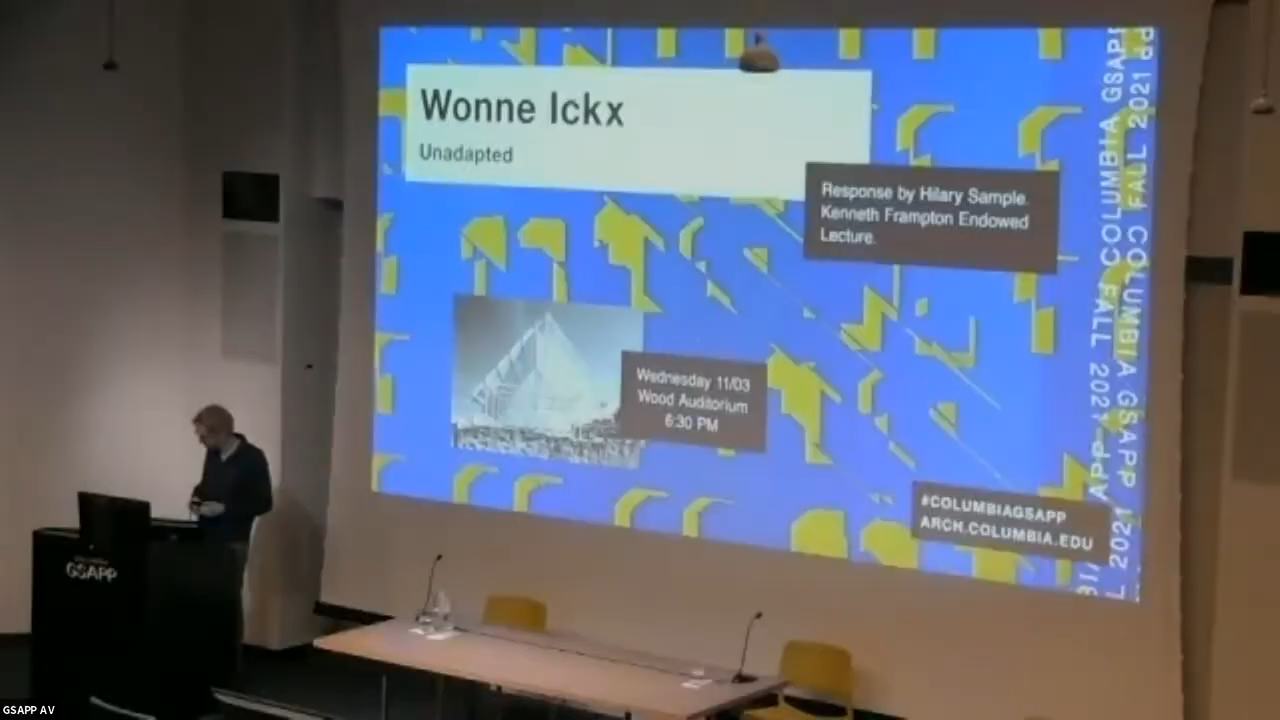 Wonne Ickx
Unadapted
Response by Hilary Sample.
Kenneth Frampton Endowed
Lecture.
Wednesday 11/03
Wood Auditorium
6:30 PM
#COLUMBIAGSAPP
ARCH.COLUMBIA.EDU
FALL 2021 COLUMBIA GSAPP
FALL 2021 COLUMBIA GSAPP
GSAPP
GSAPP AV